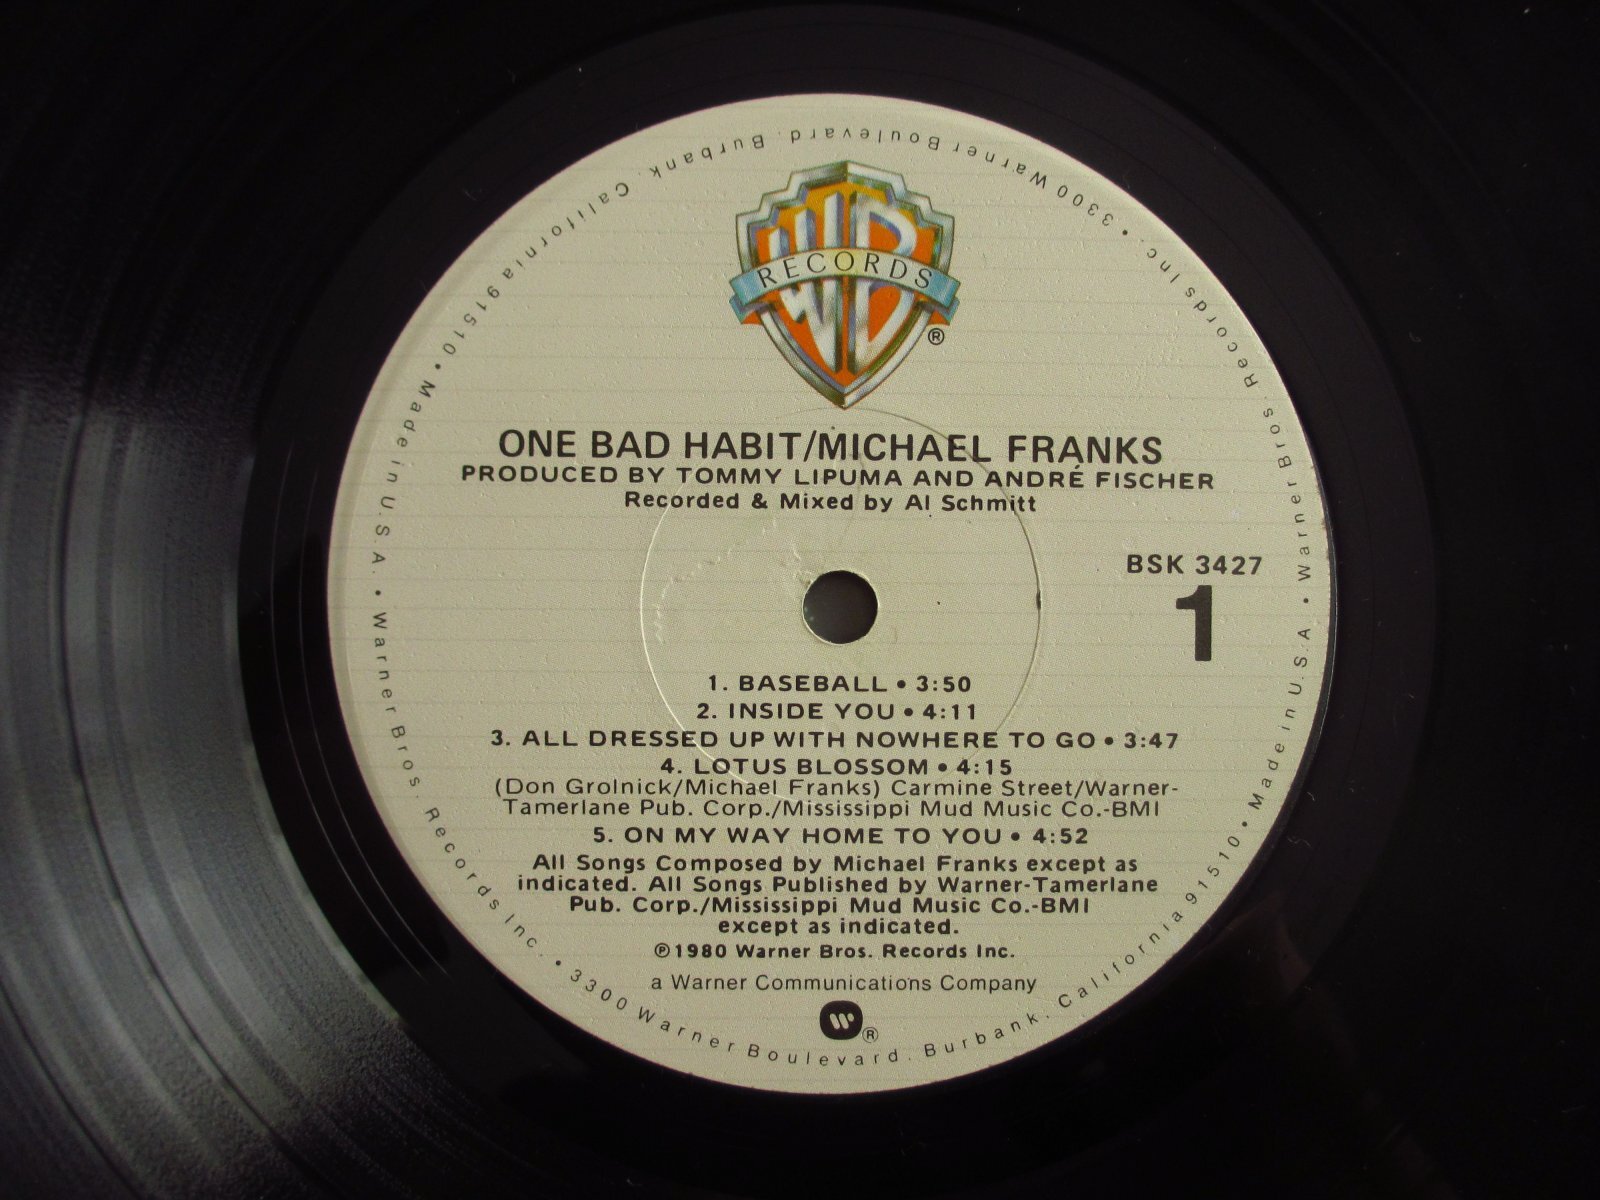 WB
RECORDS
®
ONE BAD HABIT/MICHAEL FRANKS
PRODUCED BY TOMMY LIPUMA AND ANDRÉ FISCHER
Recorded & Mixed by Al Schmitt
BSK 3427
1
1. BASEBALL • 3:50
2. INSIDE YOU • 4:11
3. ALL DRESSED UP WITH NOWHERE TO GO • 3:47
4. LOTUS BLOSSOM • 4:15
(Don Grolnick/Michael Franks) Carmine Street/Warner-
Tamerlane Pub. Corp./Mississippi Mud Music Co.-BMI
5. ON MY WAY HOME TO YOU • 4:52
All Songs Composed by Michael Franks except as
indicated. All Songs Published by Warner-Tamerlane
Pub. Corp./Mississippi Mud Music Co.-BMI
except as indicated.
℗1980 Warner Bros. Records Inc.
a Warner Communications Company
W®
Warner Bros. Records Inc. • 3300 Warner Boulevard. Burbank. California 91510 • Made in U.S.A. •
Warner Bros. Records Inc. • 3300 Warner Boulevard. Burbank. California 91510 • Made in U.S.A. •